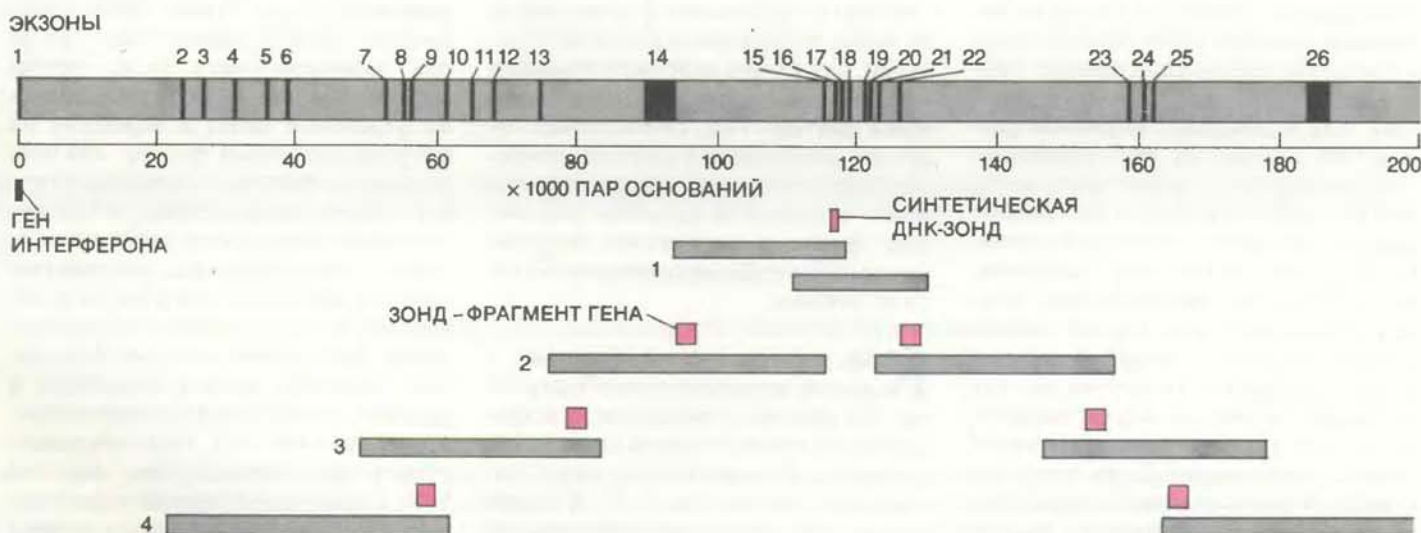 ЭКЗОНЫ
1 2 3 4 5 6 7 8 9 10 11 12 13 14 15 16 17 18 19 20 21 22 23 24 25 26
0 20 40 60 80 100 120 140 160 180 200
× 1000 ПАР ОСНОВАНИЙ
ГЕН
ИНТЕРФЕРОНА
СИНТЕТИЧЕСКАЯ
ДНК-ЗОНД
1
ЗОНД – ФРАГМЕНТ ГЕНА
2
3
4